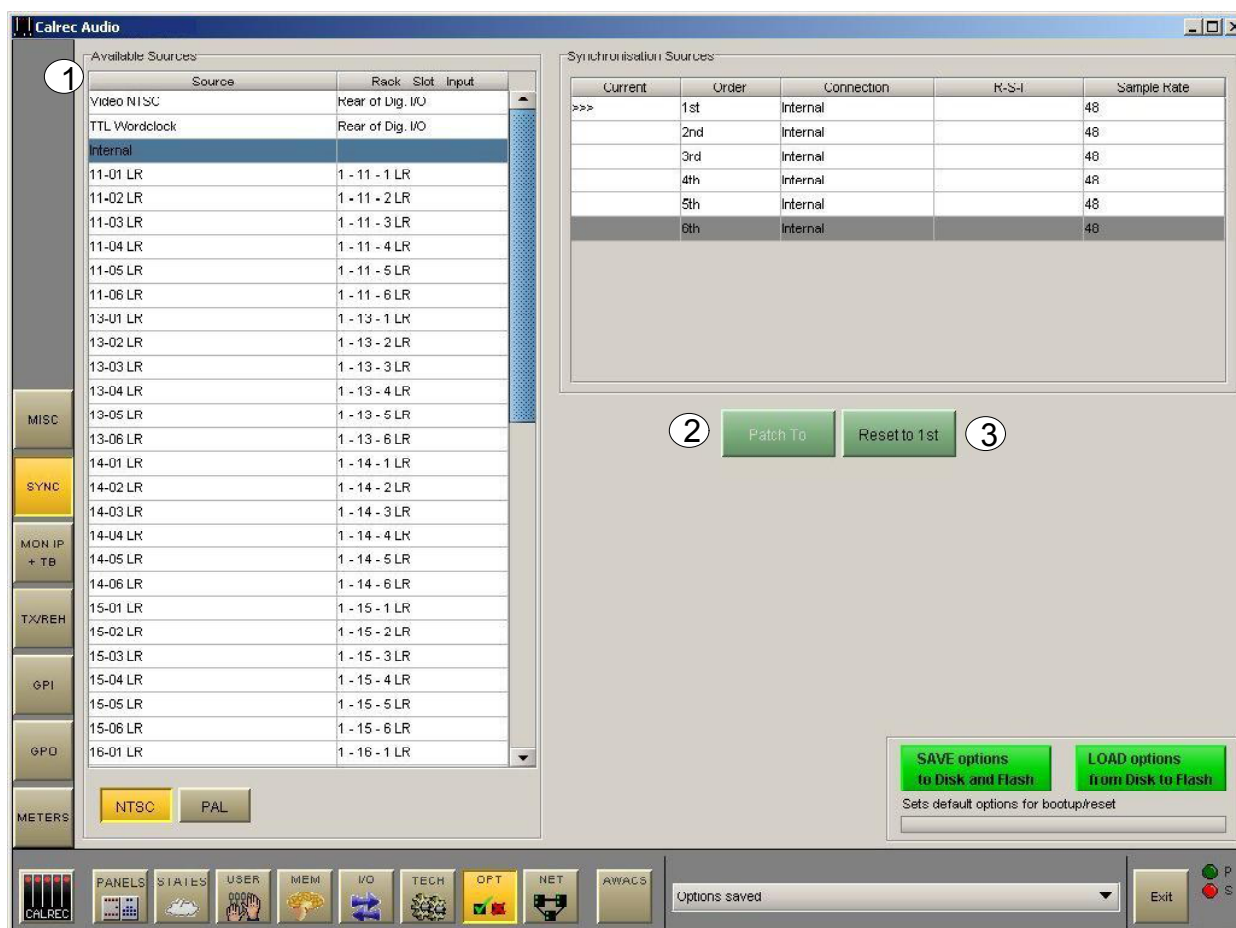 Calrec Audio
Available Sources
1
Source Rack Slot Input
Video NTSC Rear of Dig. I/O
TTL Wordclock Rear of Dig. I/O
Internal
11-01 LR 1 - 11 - 1 LR
11-02 LR 1 - 11 - 2 LR
11-03 LR 1 - 11 - 3 LR
11-04 LR 1 - 11 - 4 LR
11-05 LR 1 - 11 - 5 LR
11-06 LR 1 - 11 - 6 LR
13-01 LR 1 - 13 - 1 LR
13-02 LR 1 - 13 - 2 LR
13-03 LR 1 - 13 - 3 LR
13-04 LR 1 - 13 - 4 LR
13-05 LR 1 - 13 - 5 LR
13-06 LR 1 - 13 - 6 LR
14-01 LR 1 - 14 - 1 LR
14-02 LR 1 - 14 - 2 LR
14-03 LR 1 - 14 - 3 LR
14-04 LR 1 - 14 - 4 LR
14-05 LR 1 - 14 - 5 LR
14-06 LR 1 - 14 - 6 LR
15-01 LR 1 - 15 - 1 LR
15-02 LR 1 - 15 - 2 LR
15-03 LR 1 - 15 - 3 LR
15-04 LR 1 - 15 - 4 LR
15-05 LR 1 - 15 - 5 LR
15-06 LR 1 - 15 - 6 LR
16-01 LR 1 - 16 - 1 LR
NTSC PAL
Synchronisation Sources
Current Order Connection R-S-I Sample Rate
>>> 1st Internal 48
2nd Internal 48
3rd Internal 48
4th Internal 48
5th Internal 48
6th Internal 48
2 Patch To Reset to 1st 3
MISC
SYNC
MON IP
+ TB
TX/REH
GPI
GPO
METERS
SAVE options
to Disk and Flash
LOAD options
from Disk to Flash
Sets default options for bootup/reset
CALREC PANELS STATES USER MEM I/O TECH OPT NET AWACS
Options saved
Exit
P
S